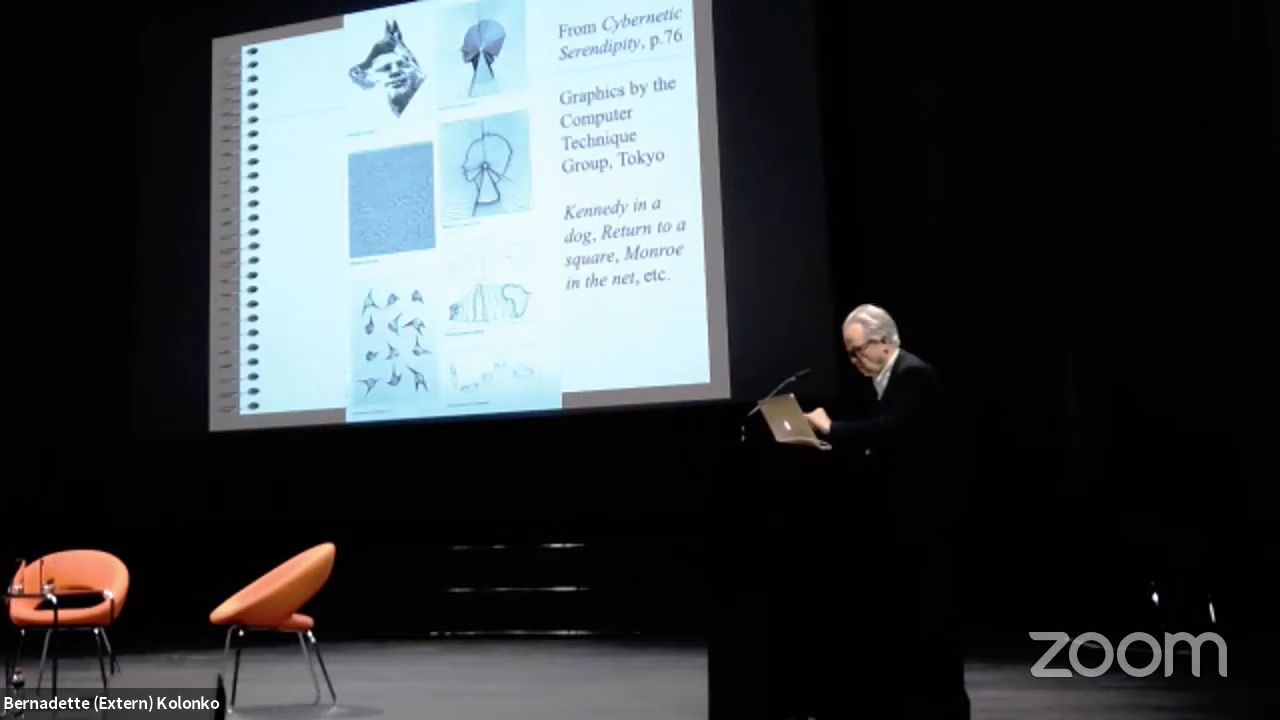 From Cybernetic
Serendipity, p.76
Graphics by the
Computer
Technique
Group, Tokyo
Kennedy in a
dog, Return to a
square, Monroe
in the net, etc.
zoom
Bernadette (Extern) Kolonko